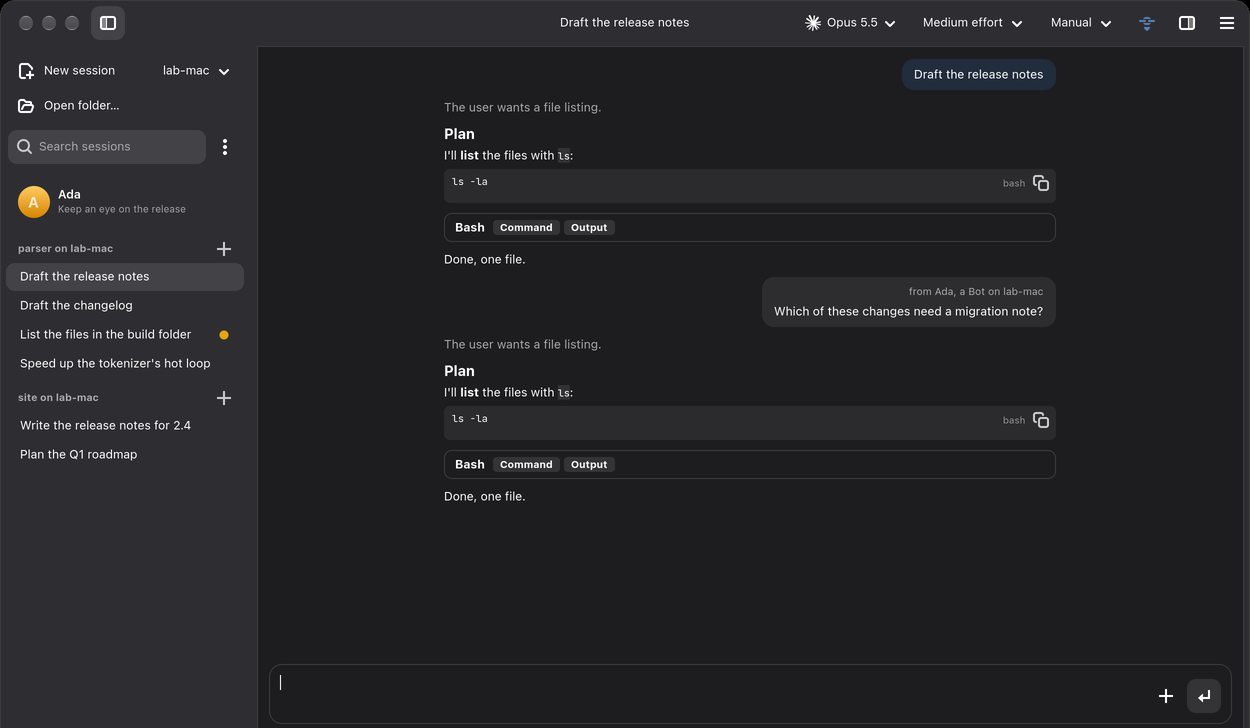 Draft the release notes
Opus 5.5
Medium effort
Manual
New session
lab-mac
Open folder...
Search sessions
A
Ada
Keep an eye on the release
parser on lab-mac
Draft the release notes
Draft the changelog
List the files in the build folder
Speed up the tokenizer's hot loop
site on lab-mac
Write the release notes for 2.4
Plan the Q1 roadmap
Draft the release notes
The user wants a file listing.
Plan
I'll list the files with ls:
ls -la
bash
Bash Command Output
Done, one file.
from Ada, a Bot on lab-mac
Which of these changes need a migration note?
The user wants a file listing.
Plan
I'll list the files with ls:
ls -la
bash
Bash Command Output
Done, one file.